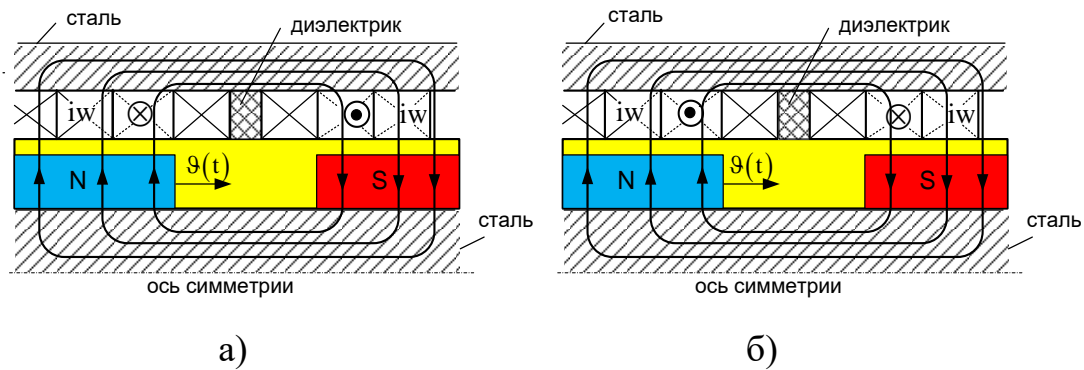 сталь
диэлектрик
iw
iw
N
ϑ(t)
S
сталь
ось симметрии
а)
сталь
диэлектрик
iw
iw
N
ϑ(t)
S
сталь
ось симметрии
б)